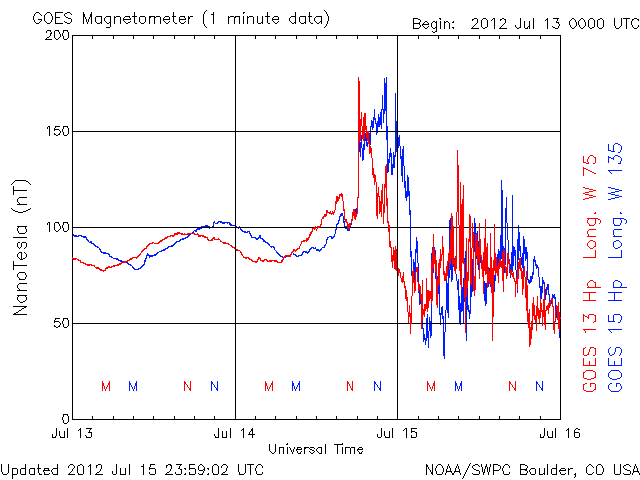 GOES Magnetometer (1 minute data)
Begin: 2012 Jul 13 0000 UTC
200
150
100
50
0
NanoTesla (nT)
M M N N M M N N M M N N
Jul 13 Jul 14 Jul 15 Jul 16
Universal Time
GOES 13 Hp Long. W 75
GOES 15 Hp Long. W 135
Updated 2012 Jul 15 23:59:02 UTC
NOAA/SWPC Boulder, CO USA